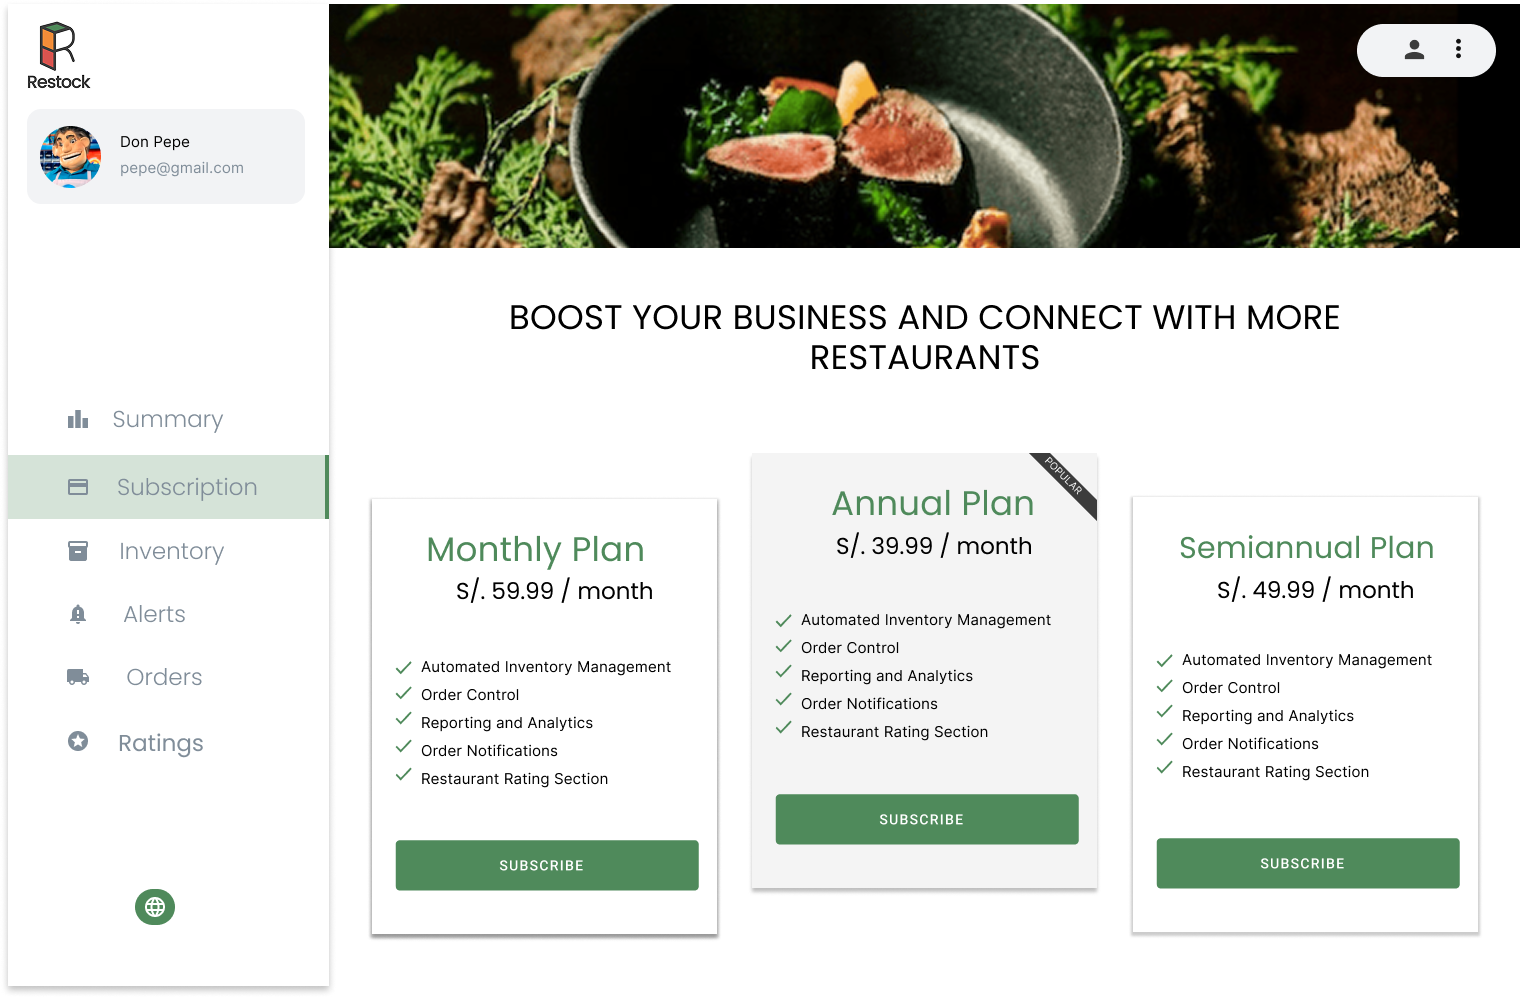 Restock
Don Pepe
pepe@gmail.com
Summary
Subscription
Inventory
Alerts
Orders
Ratings
BOOST YOUR BUSINESS AND CONNECT WITH MORE
RESTAURANTS
Monthly Plan
S/. 59.99 / month
Automated Inventory Management
Order Control
Reporting and Analytics
Order Notifications
Restaurant Rating Section
SUBSCRIBE
POPULAR
Annual Plan
S/. 39.99 / month
Automated Inventory Management
Order Control
Reporting and Analytics
Order Notifications
Restaurant Rating Section
SUBSCRIBE
Semiannual Plan
S/. 49.99 / month
Automated Inventory Management
Order Control
Reporting and Analytics
Order Notifications
Restaurant Rating Section
SUBSCRIBE